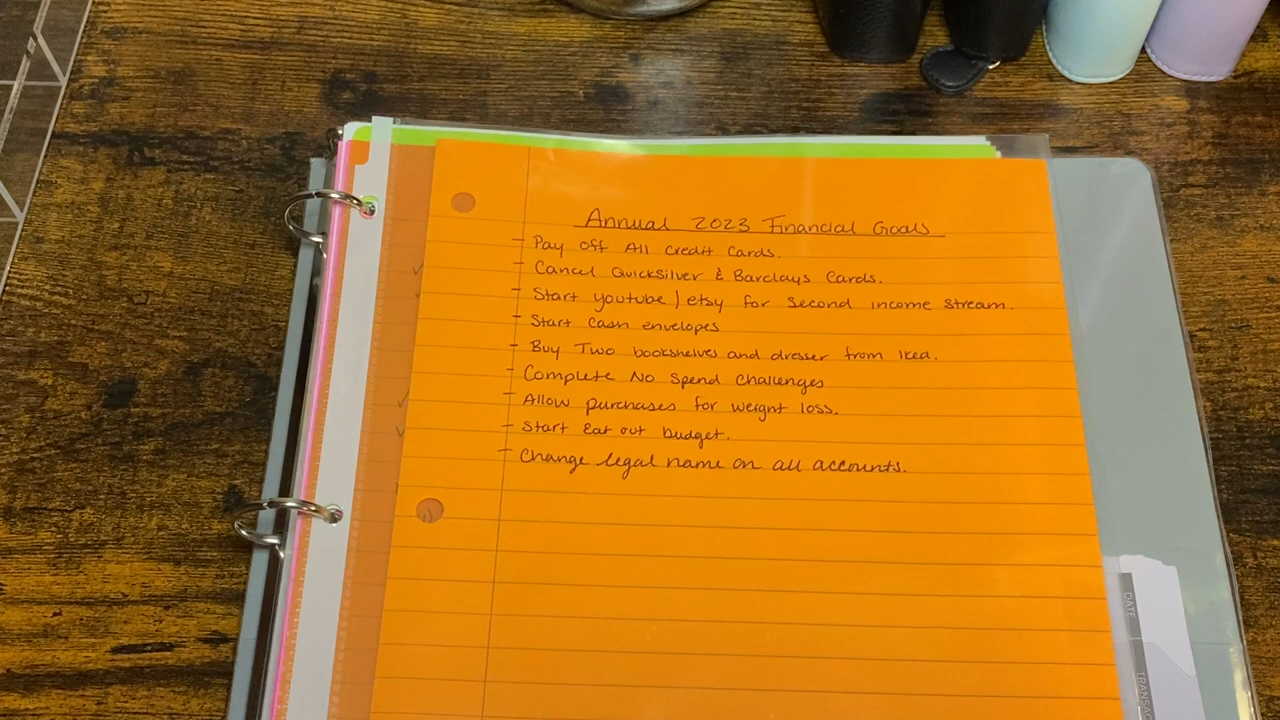 Annual 2023 Financial Goals
- Pay off All Credit Cards.
- Cancel Quicksilver & Barclays Cards.
- Start youtube / etsy for second income stream.
- Start Cash envelopes
- Buy Two bookshelves and dresser from Ikea.
- Complete No Spend Challenges
- Allow purchases for weight loss.
- Start Eat out budget.
- Change legal name on all accounts.
DATE